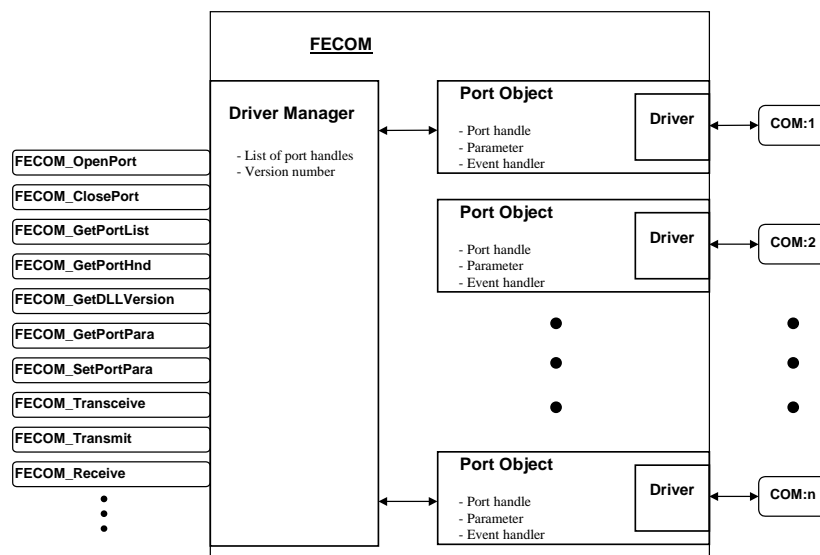 FECOM
Driver Manager
- List of port handles
- Version number
FECOM_OpenPort
FECOM_ClosePort
FECOM_GetPortList
FECOM_GetPortHnd
FECOM_GetDLLVersion
FECOM_GetPortPara
FECOM_SetPortPara
FECOM_Transceive
FECOM_Transmit
FECOM_Receive
Port Object
- Port handle
- Parameter
- Event handler
Driver
COM:1
Port Object
- Port handle
- Parameter
- Event handler
Driver
COM:2
Port Object
- Port handle
- Parameter
- Event handler
Driver
COM:n